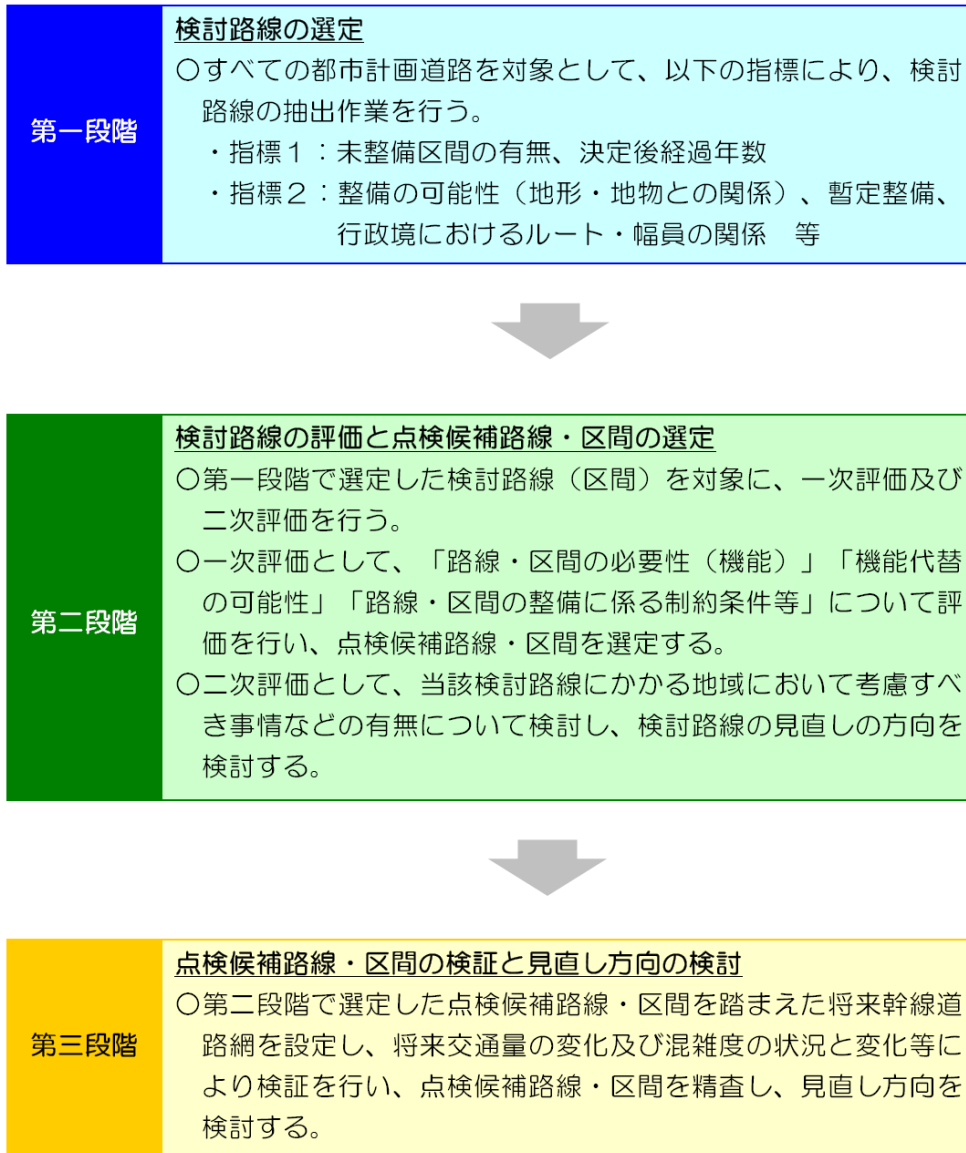 検討路線の選定
○すべての都市計画道路を対象として、以下の指標により、検討
路線の抽出作業を行う。
・指標１：未整備区間の有無、決定後経過年数
・指標２：整備の可能性（地形・地物との関係）、暫定整備、
行政境におけるルート・幅員の関係　等
第一段階
検討路線の評価と点検候補路線・区間の選定
○第一段階で選定した検討路線（区間）を対象に、一次評価及び
二次評価を行う。
○一次評価として、「路線・区間の必要性（機能）」「機能代替
の可能性」「路線・区間の整備に係る制約条件等」について評
価を行い、点検候補路線・区間を選定する。
○二次評価として、当該検討路線にかかる地域において考慮すべ
き事情などの有無について検討し、検討路線の見直しの方向を
検討する。
第二段階
点検候補路線・区間の検証と見直し方向の検討
○第二段階で選定した点検候補路線・区間を踏まえた将来幹線道
路網を設定し、将来交通量の変化及び混雑度の状況と変化等に
より検証を行い、点検候補路線・区間を精査し、見直し方向を
検討する。
第三段階